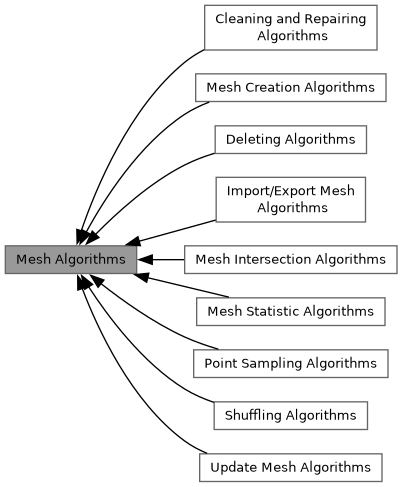 Cleaning and Repairing
Algorithms
Mesh Creation Algorithms
Deleting Algorithms
Import/Export Mesh
Algorithms
Mesh Algorithms
Mesh Intersection Algorithms
Mesh Statistic Algorithms
Point Sampling Algorithms
Shuffling Algorithms
Update Mesh Algorithms